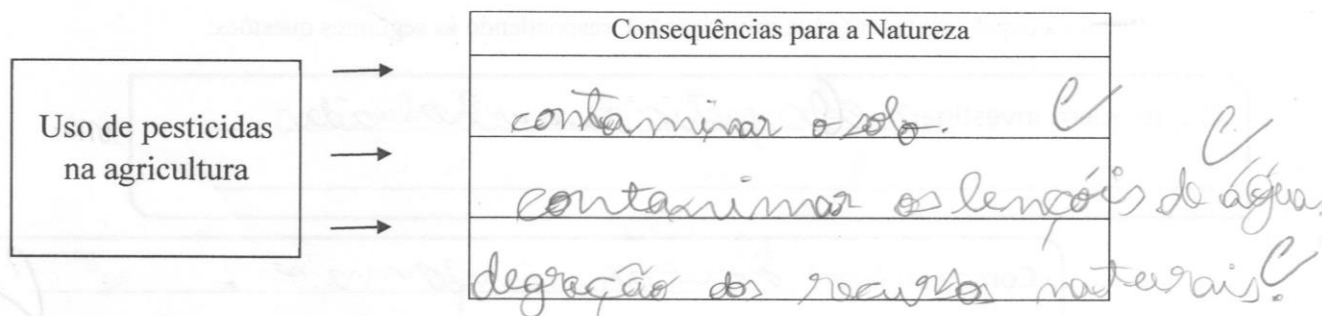 Consequências para a Natureza
Uso de pesticidas
na agricultura
contaminar o solo. C
contaminar os lençóis de água. C
degração dos recursos naturais. C